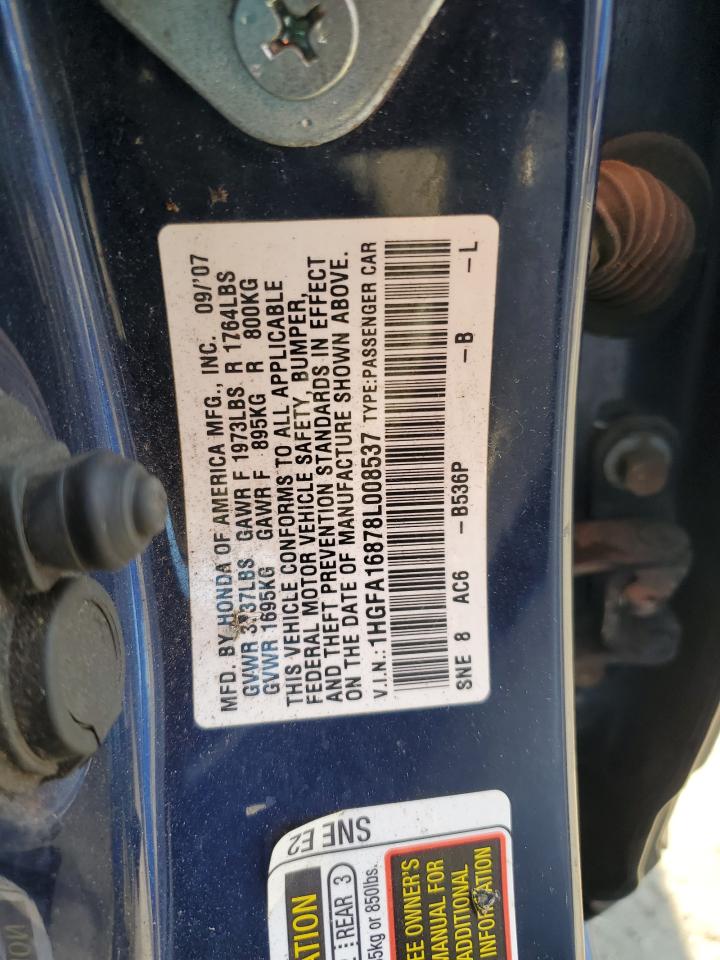 MFD. BY HONDA OF AMERICA MFG., INC. 09/'07
GVWR 3737LBS GAWR F 1973LBS R 1764LBS
GVWR 1695KG GAWR F 895KG R 800KG
THIS VEHICLE CONFORMS TO ALL APPLICABLE
FEDERAL MOTOR VEHICLE SAFETY, BUMPER,
AND THEFT PREVENTION STANDARDS IN EFFECT
ON THE DATE OF MANUFACTURE SHOWN ABOVE.
V.I.N.: 1HGFA16878L008537 TYPE:PASSENGER CAR
SNE 8 AC6 -B536P -B -L
SNE E2
REAR 3
or 850lbs.
OWNER'S
MANUAL FOR
ADDITIONAL
INFORMATION